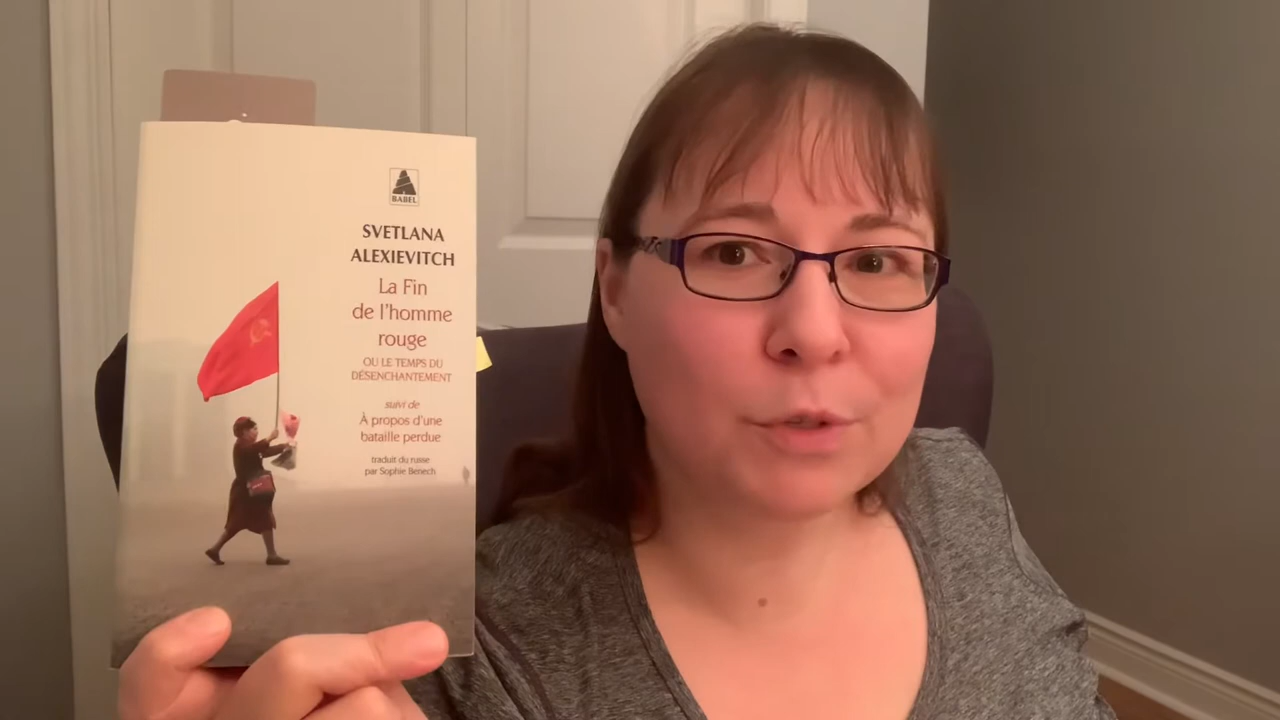 BABEL
SVETLANA
ALEXIEVITCH
La Fin
de l'homme
rouge
OU LE TEMPS DU
DÉSENCHANTEMENT
suivi de
À propos d'une
bataille perdue
traduit du russe
par Sophie Benech